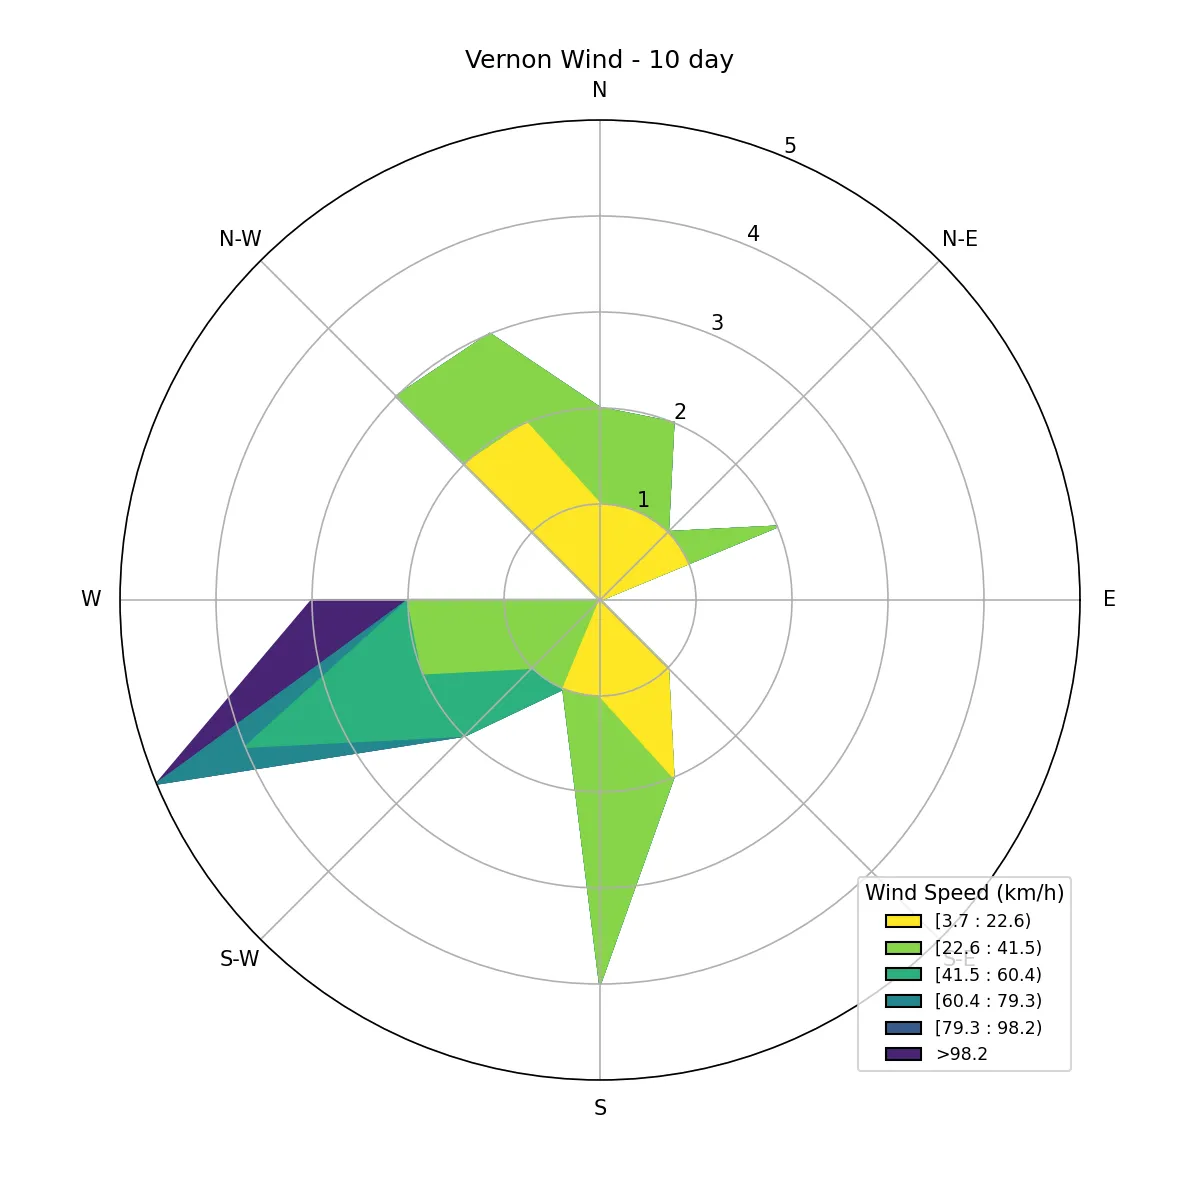 Vernon Wind - 10 day
N
5
N-W
N-E
4
3
2
1
W
E
S-W
S-E
S
Wind Speed (km/h)
[3.7 : 22.6)
[22.6 : 41.5)
[41.5 : 60.4)
[60.4 : 79.3)
[79.3 : 98.2)
>98.2